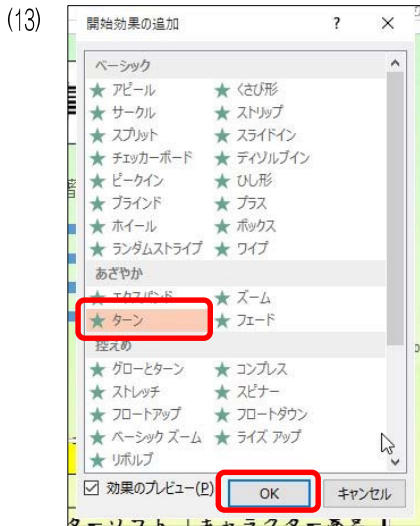 (13)
開始効果の追加 ? ×
ベーシック
アピール くさび形
サークル ストリップ
スプリット スライドイン
チェッカーボード ディゾルブイン
ピークイン ひし形
ブラインド プラス
ホイール ボックス
ランダムストライプ ワイプ
あざやか
エクスパンド ズーム
ターン フェード
控えめ
グローとターン コンプレス
ストレッチ スピナー
フロートアップ フロートダウン
ベーシック ズーム ライズ アップ
リボルブ
効果のプレビュー(P) OK キャンセル